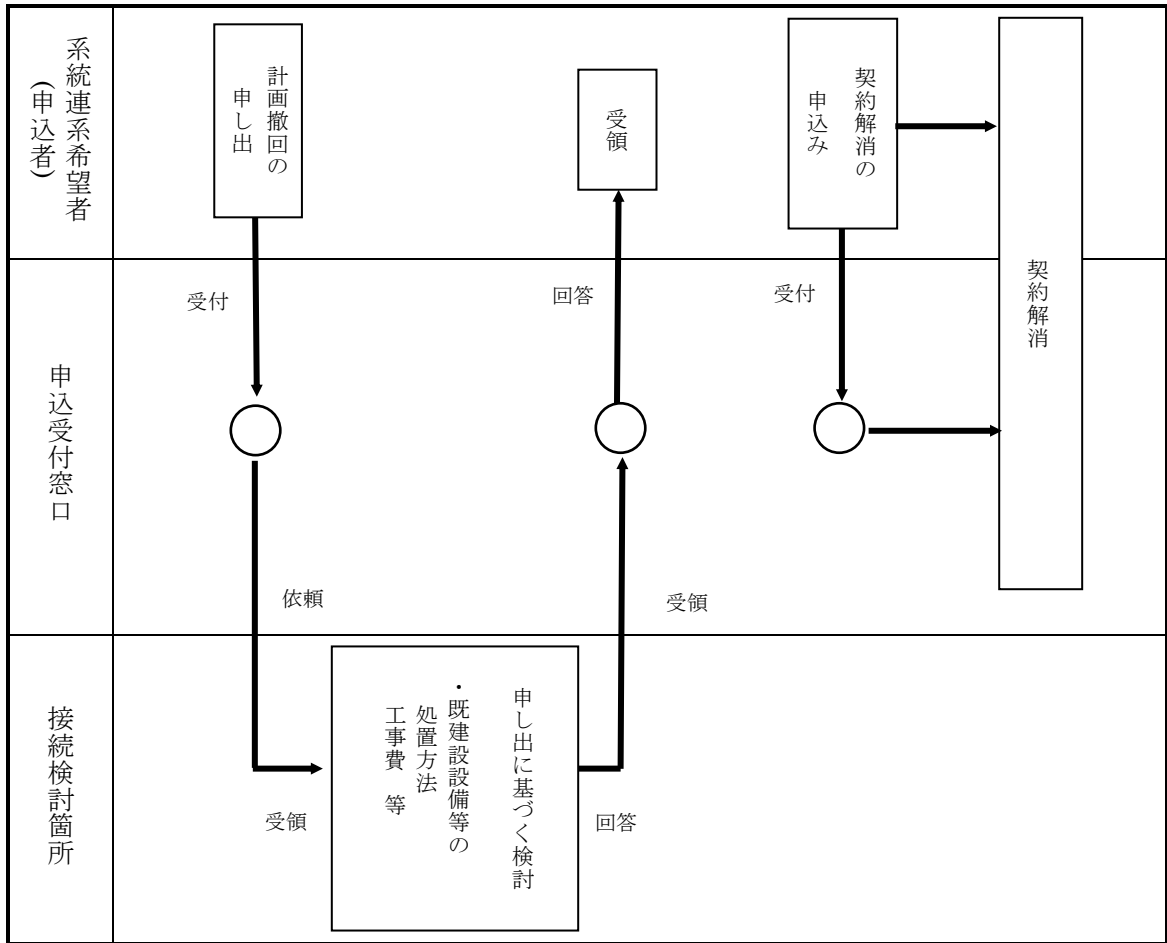 系統連系希望者
(申込者)
計画撤回の
申し出
受領
契約解消の
申込み
契約解消
申込受付窓口
受付
回答
受付
依頼
受領
接続検討箇所
受領
申し出に基づく検討
・既建設設備等の
処置方法
工事費 等
回答